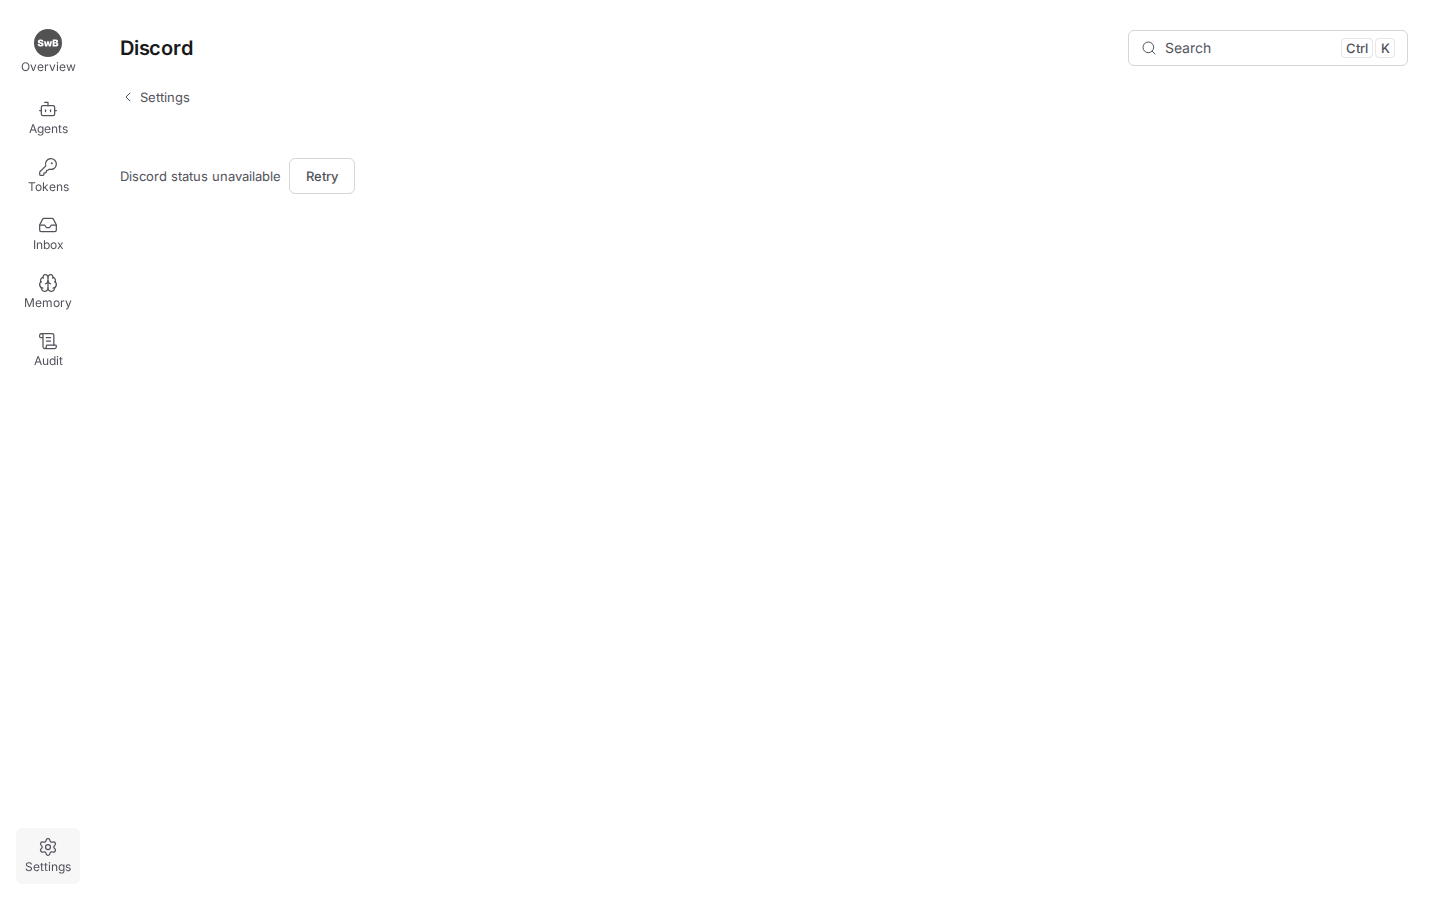 SwB
Overview
Agents
Tokens
Inbox
Memory
Audit
Settings
Discord
Search
Ctrl K
Settings
Discord status unavailable
Retry